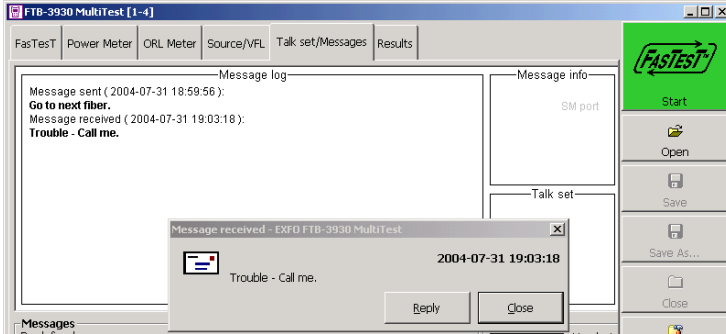 FTB-3930 MultiTest [1-4]
FasTesT Power Meter ORL Meter Source/VFL Talk set/Messages Results
Message log
Message sent ( 2004-07-31 18:59:56 ):
Go to next fiber.
Message received ( 2004-07-31 19:03:18 ):
Trouble - Call me.
Message info
SM port
Talk set
FASTEST™
Start
Open
Save
Save As...
Close
Message received - EXFO FTB-3930 MultiTest
2004-07-31 19:03:18
Trouble - Call me.
Reply Close
Messages